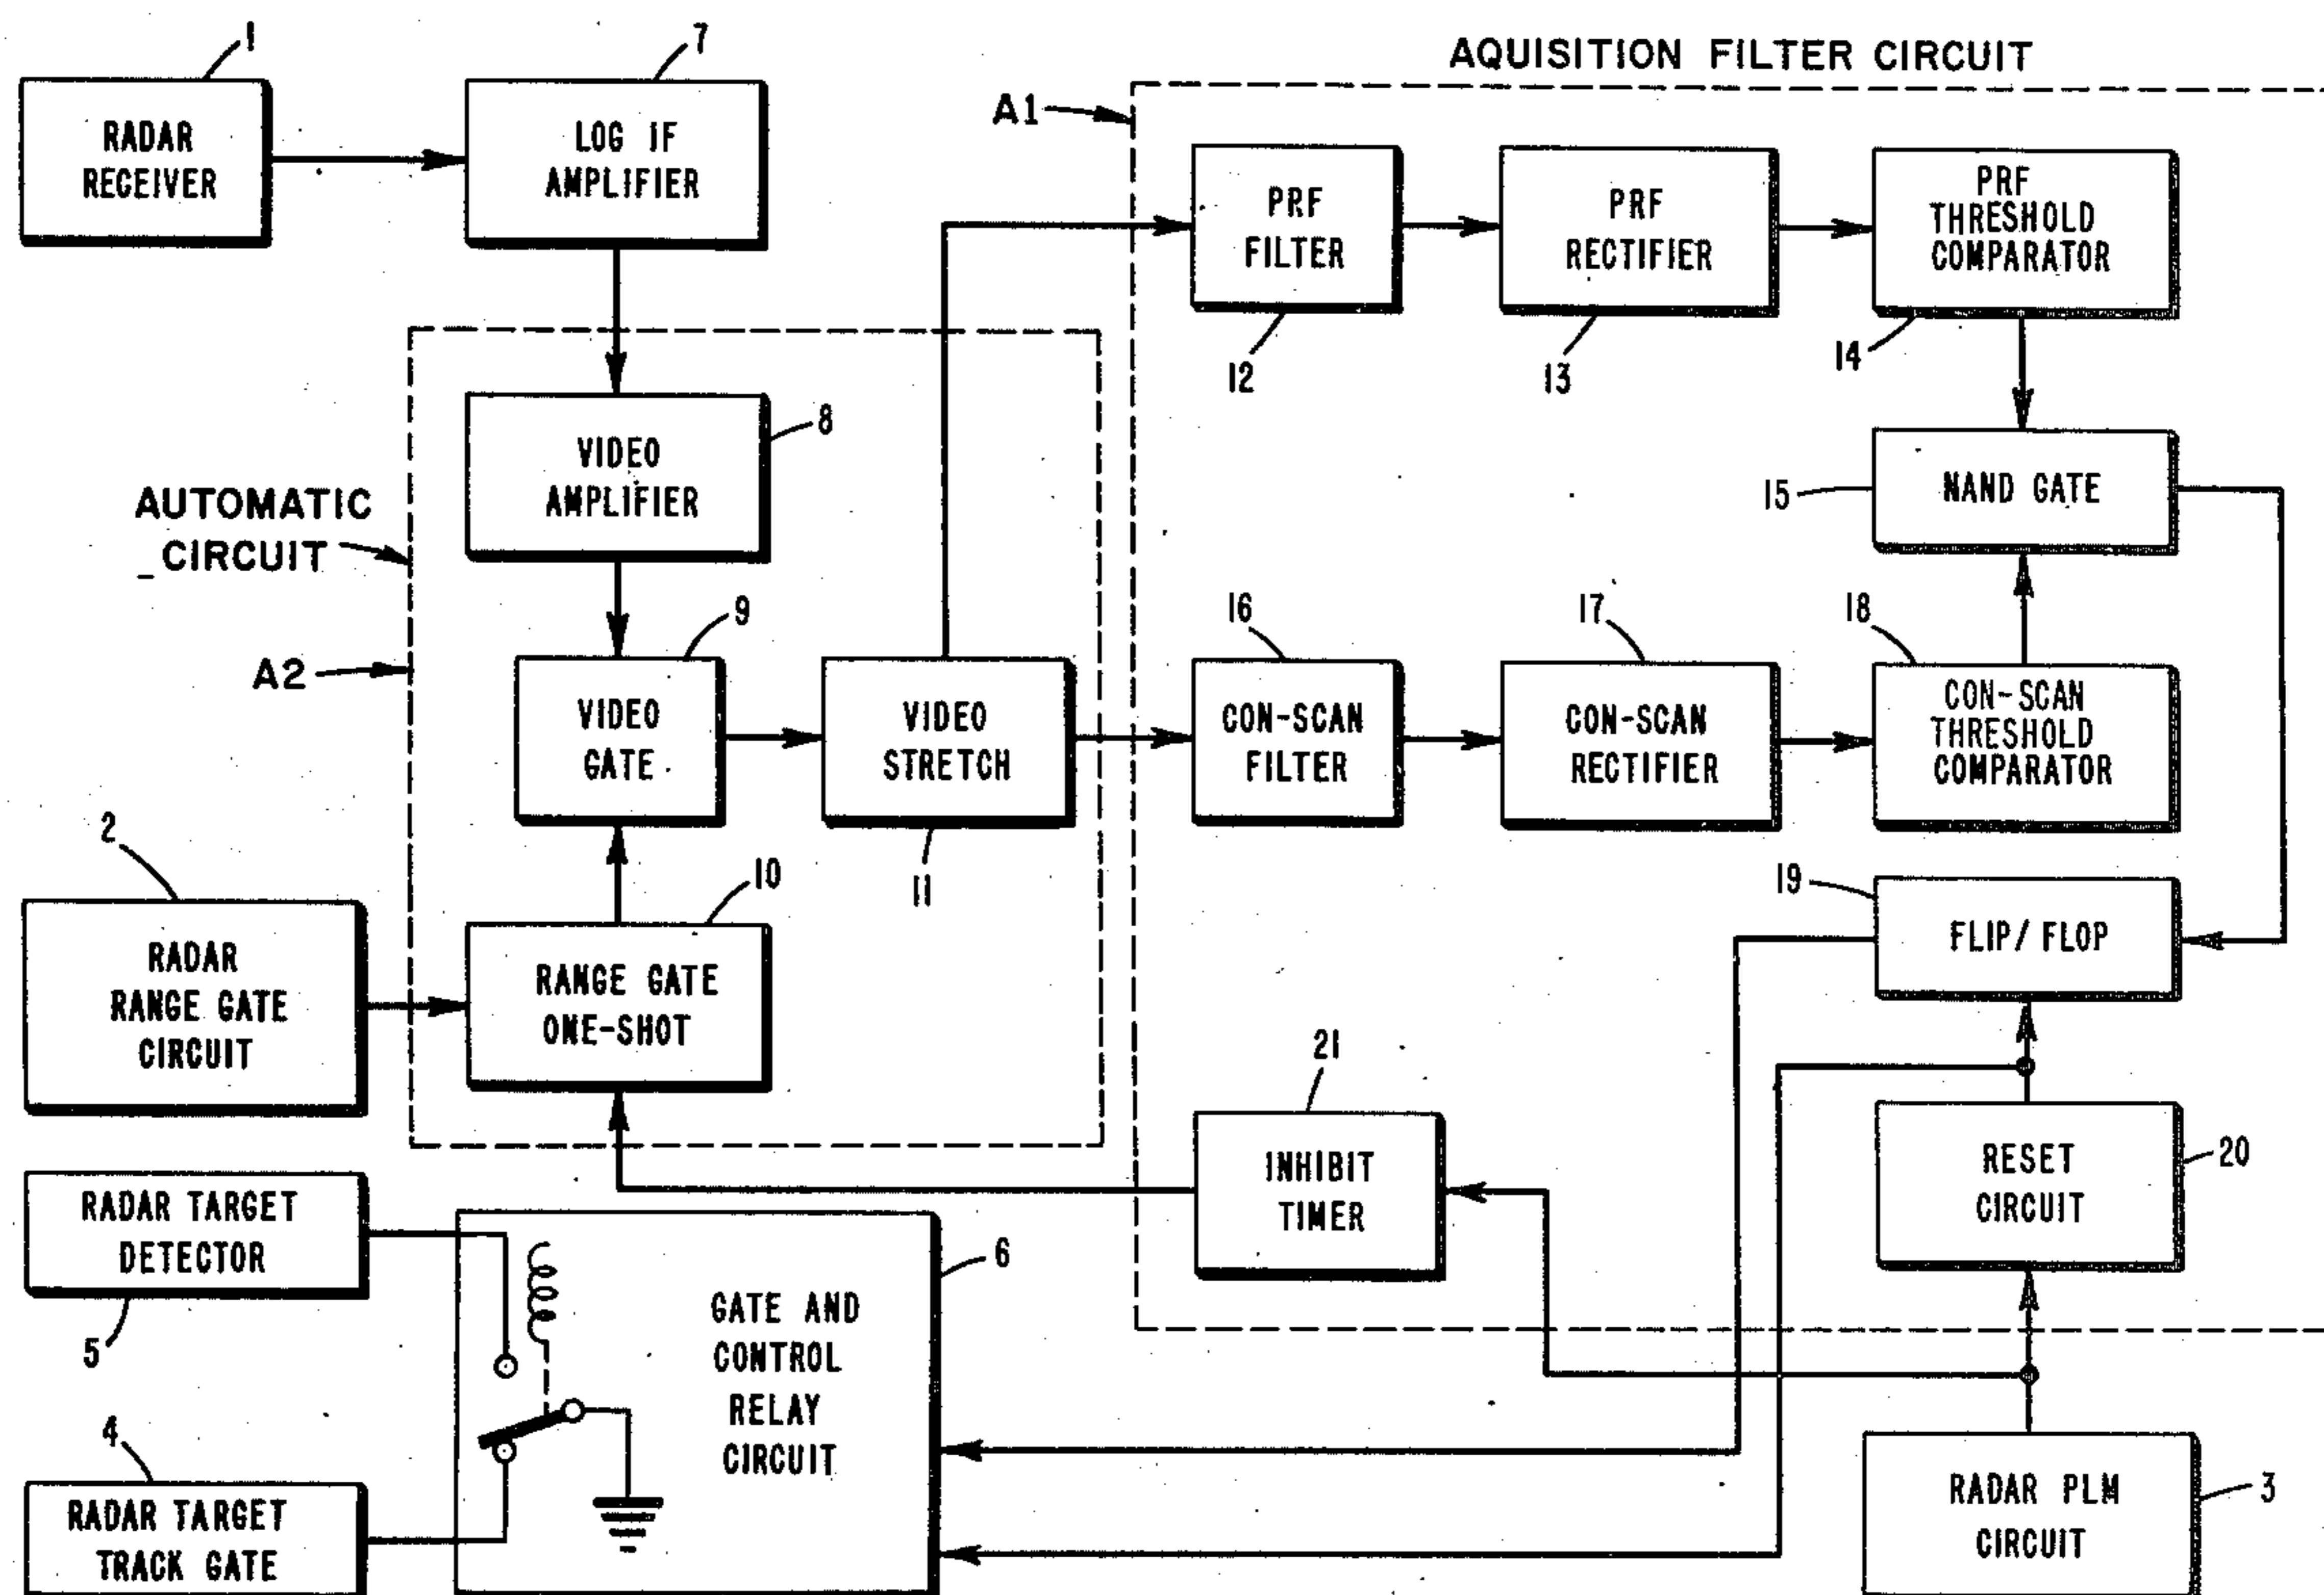 1
7
AQUISITION FILTER CIRCUIT
RADAR
RECEIVER
LOG IF
AMPLIFIER
A1
PRF
FILTER
PRF
RECTIFIER
PRF
THRESHOLD
COMPARATOR
12
13
14
VIDEO
AMPLIFIER
8
AUTOMATIC
CIRCUIT
15
NAND GATE
A2
9
16
17
18
VIDEO
GATE
VIDEO
STRETCH
CON-SCAN
FILTER
CON-SCAN
RECTIFIER
CON-SCAN
THRESHOLD
COMPARATOR
2
10
11
19
RADAR
RANGE GATE
CIRCUIT
RANGE GATE
ONE-SHOT
FLIP/ FLOP
21
INHIBIT
TIMER
RESET
CIRCUIT
20
RADAR TARGET
DETECTOR
5
6
GATE AND
CONTROL
RELAY
CIRCUIT
4
RADAR TARGET
TRACK GATE
RADAR PLM
CIRCUIT
3